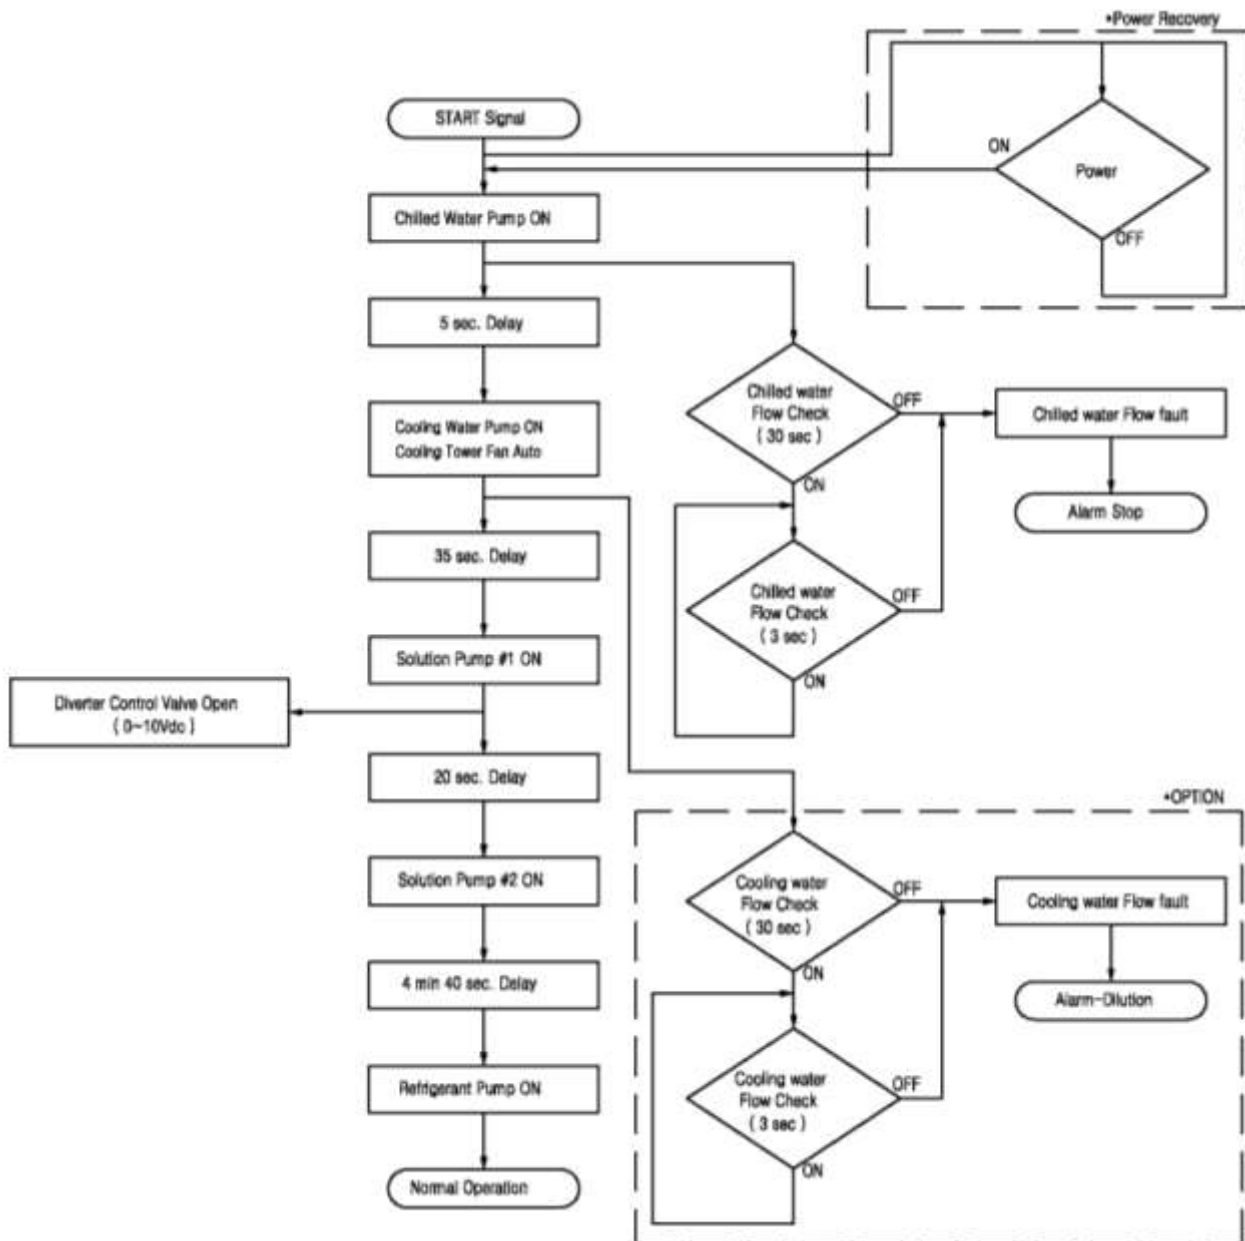 *Power Recovery
START Signal
ON
Power
OFF
Chilled Water Pump ON
5 sec. Delay
Chilled water
Flow Check
( 30 sec )
OFF
Chilled water Flow fault
Cooling Water Pump ON
Cooling Tower Fan Auto
ON
Alarm Stop
35 sec. Delay
Chilled water
Flow Check
( 3 sec )
OFF
ON
Solution Pump #1 ON
Diverter Control Valve Open
( 0~10Vdc )
20 sec. Delay
*OPTION
Solution Pump #2 ON
Cooling water
Flow Check
( 30 sec )
OFF
Cooling water Flow fault
ON
4 min 40 sec. Delay
Alarm-Dilution
Refrigerant Pump ON
Cooling water
Flow Check
( 3 sec )
OFF
ON
Normal Operation